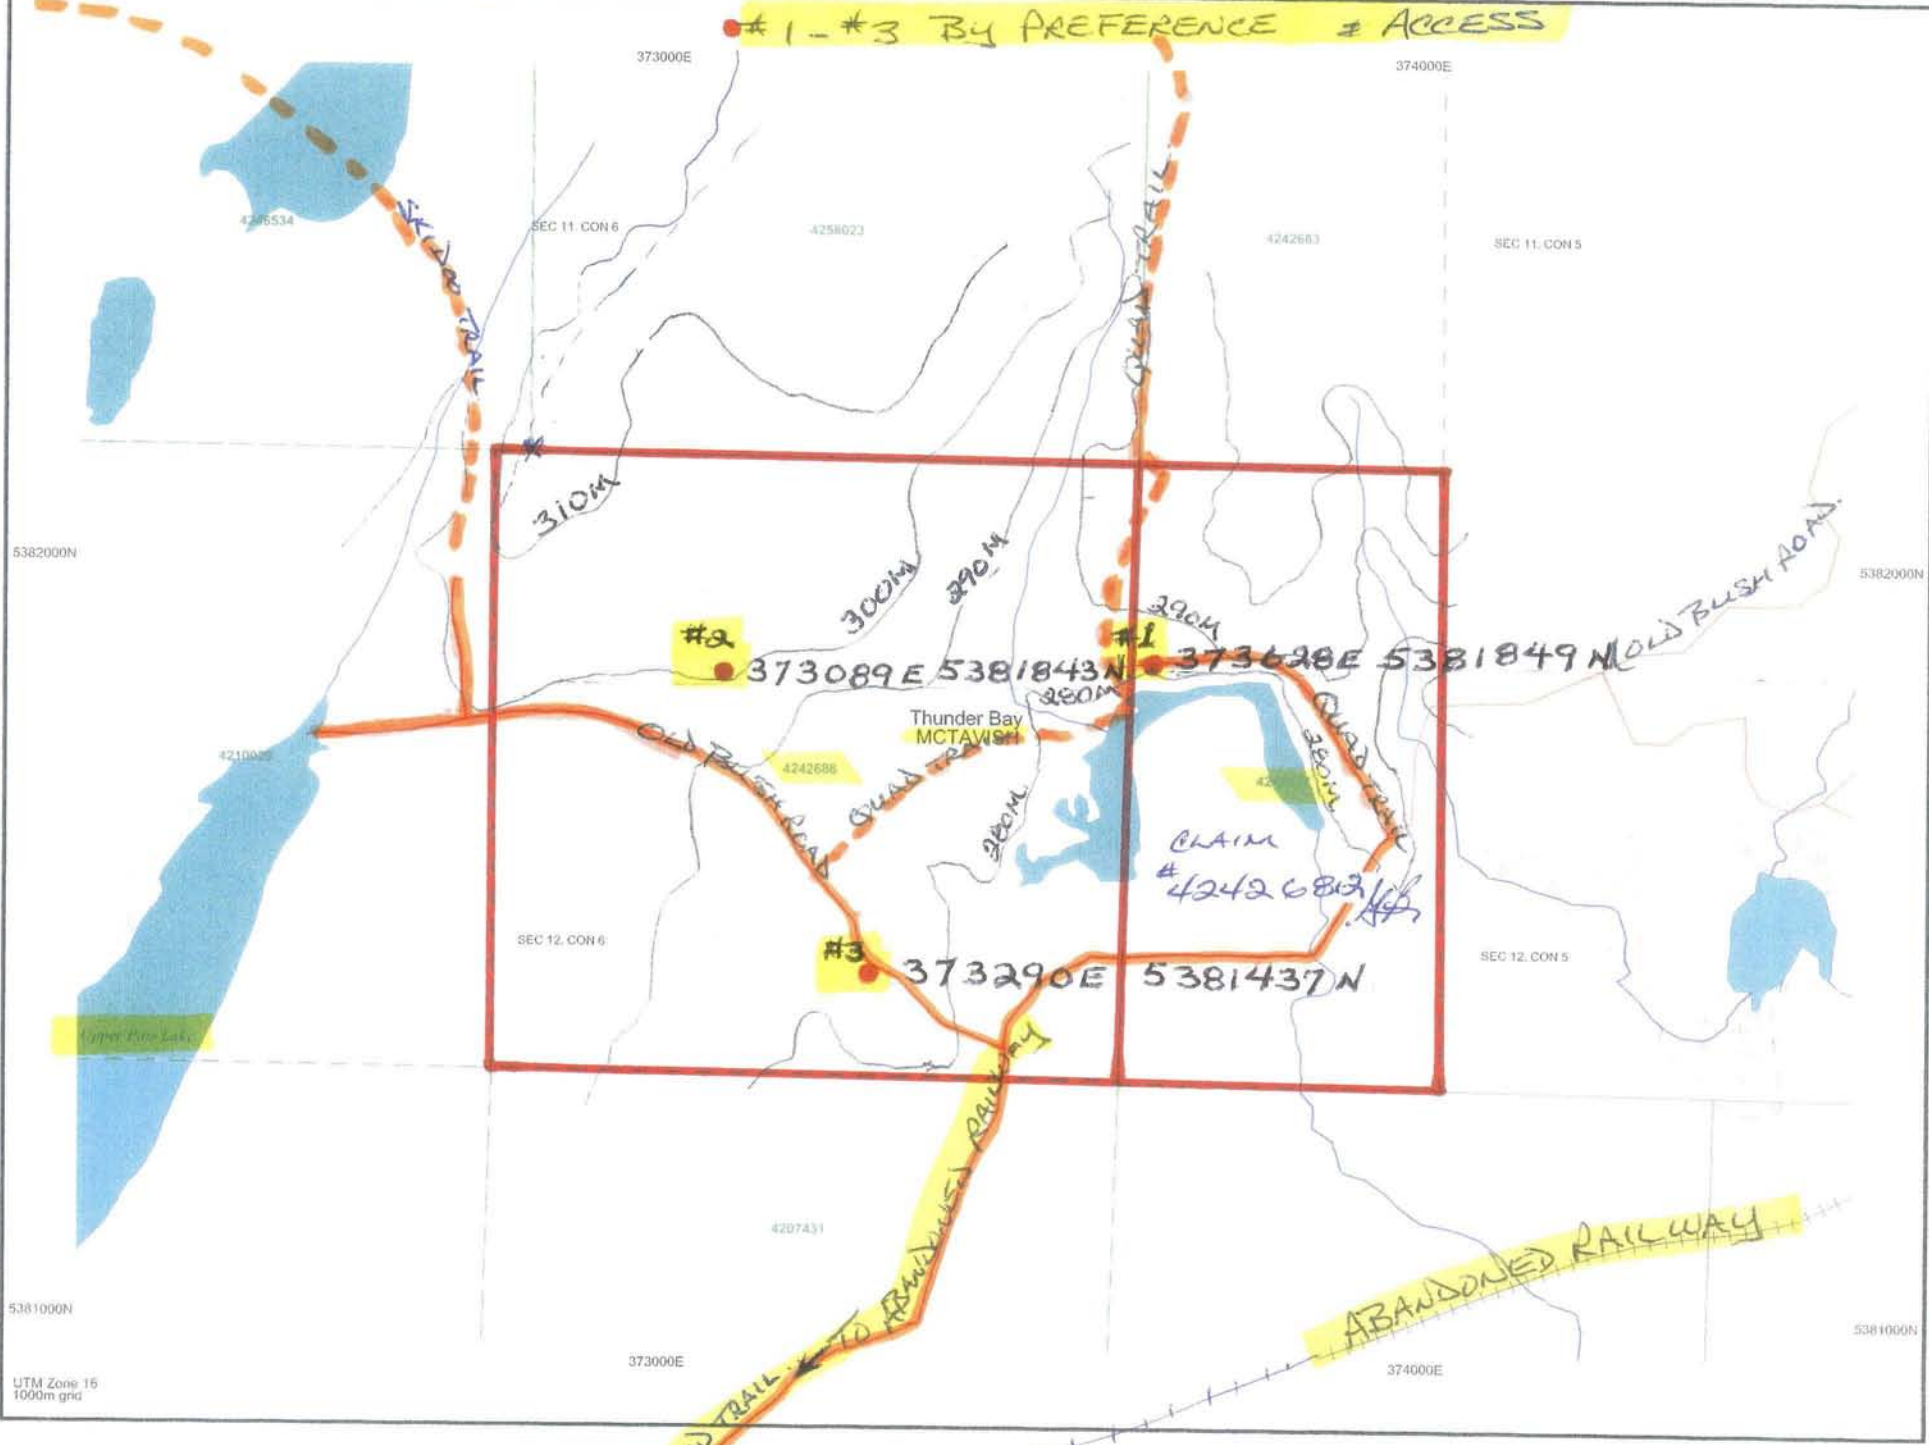 #1 - #3 By PREFERENCE & ACCESS
373000E
374000E
4246534
SKIDOO TRAIL
SEC 11. CON 6
4258023
QUAD TRAIL
4242683
SEC 11. CON 5
310M
5382000N
300M
290M
290M
5382000N
OLD BUSH ROAD
#2
373089E 5381843N
#1
373628E 5381849N
280M
Thunder Bay
MCTAVISH
OLD BUSH ROAD
4242686
QUAD TRAIL
280M
QUAD TRAIL
280M
CLAIM
#
SEC 12. CON 6
#3
373290E 5381437N
SEC 12. CON 5
4207431
TO ABANDONED RAILWAY
ABANDONED RAILWAY
5381000N
5381000N
373000E
374000E
UTM Zone 16
1000m grid
TRAIL